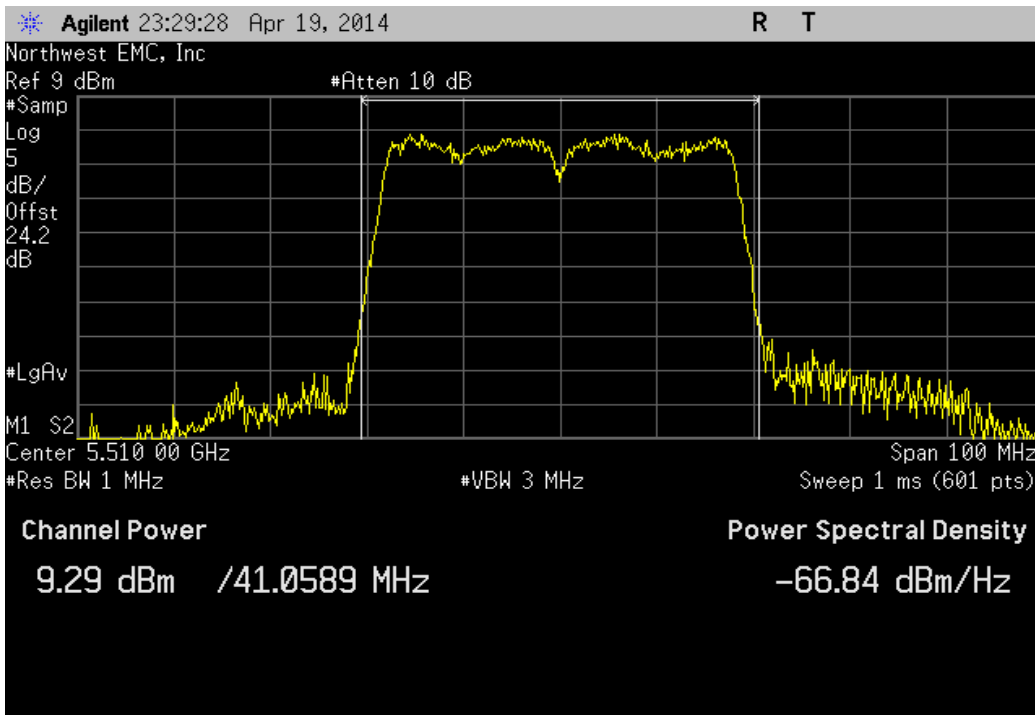 Agilent 23:29:28 Apr 19, 2014 R T
Northwest EMC, Inc
Ref 9 dBm #Atten 10 dB
#Samp
Log
5
dB/
Offst
24.2
dB
#LgAv
M1 S2
Center 5.510 00 GHz Span 100 MHz
#Res BW 1 MHz #VBW 3 MHz Sweep 1 ms (601 pts)
Channel Power Power Spectral Density
9.29 dBm /41.0589 MHz -66.84 dBm/Hz